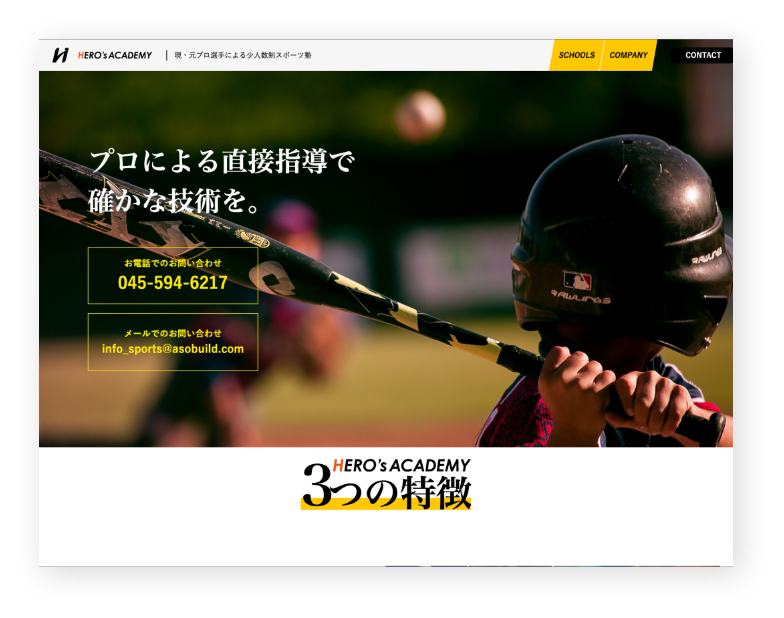 HERO's ACADEMY
現・元プロ選手による少人数制スポーツ塾
SCHOOLS
COMPANY
CONTACT
プロによる直接指導で
確かな技術を。
お電話でのお問い合わせ
045-594-6217
メールでのお問い合わせ
info_sports@asobuild.com
RAWLINGS
RAWLINGS
HERO's ACADEMY
3つの特徴